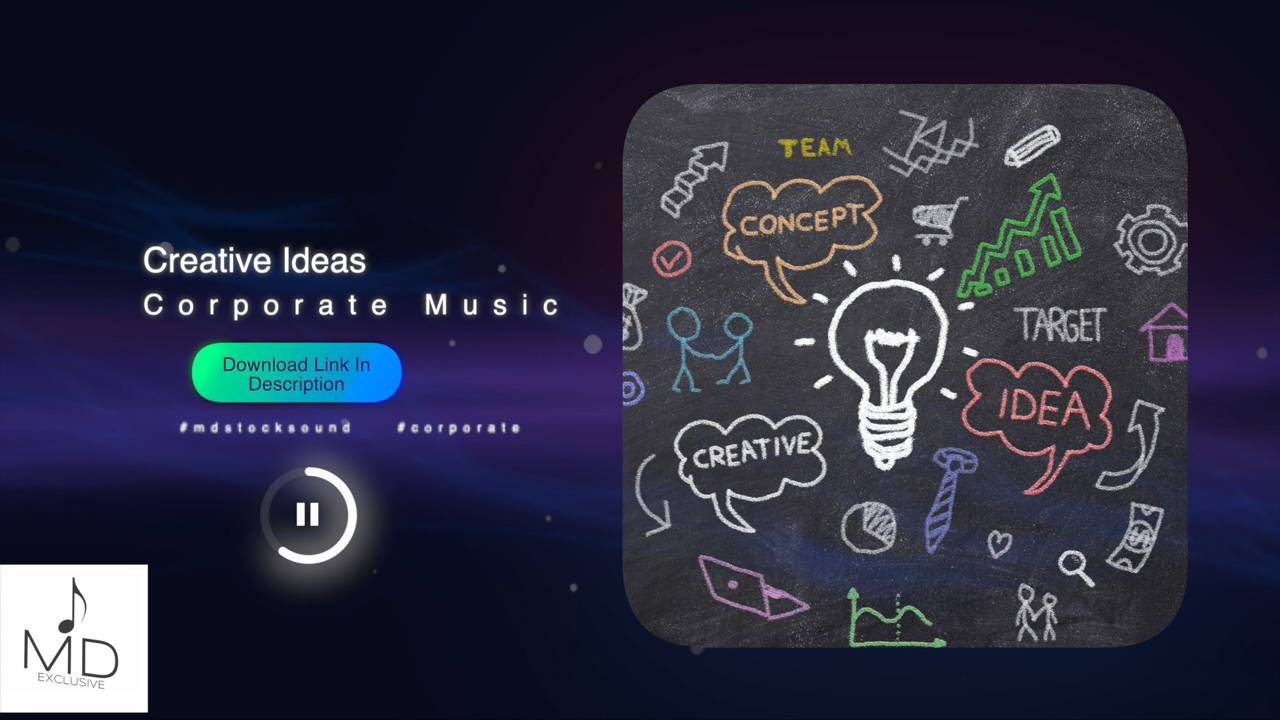 Creative Ideas
Corporate Music
Download Link In
Description
#mdstocksound #corporate
MD
EXCLUSIVE
TEAM
CONCEPT
TARGET
IDEA
CREATIVE